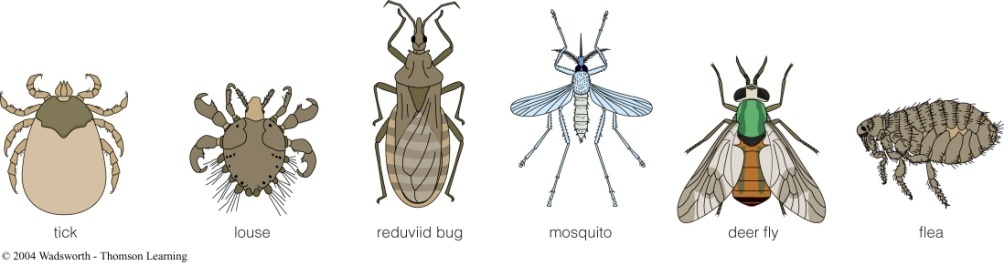 tick
louse
reduviid bug
mosquito
deer fly
flea
© 2004 Wadsworth - Thomson Learning